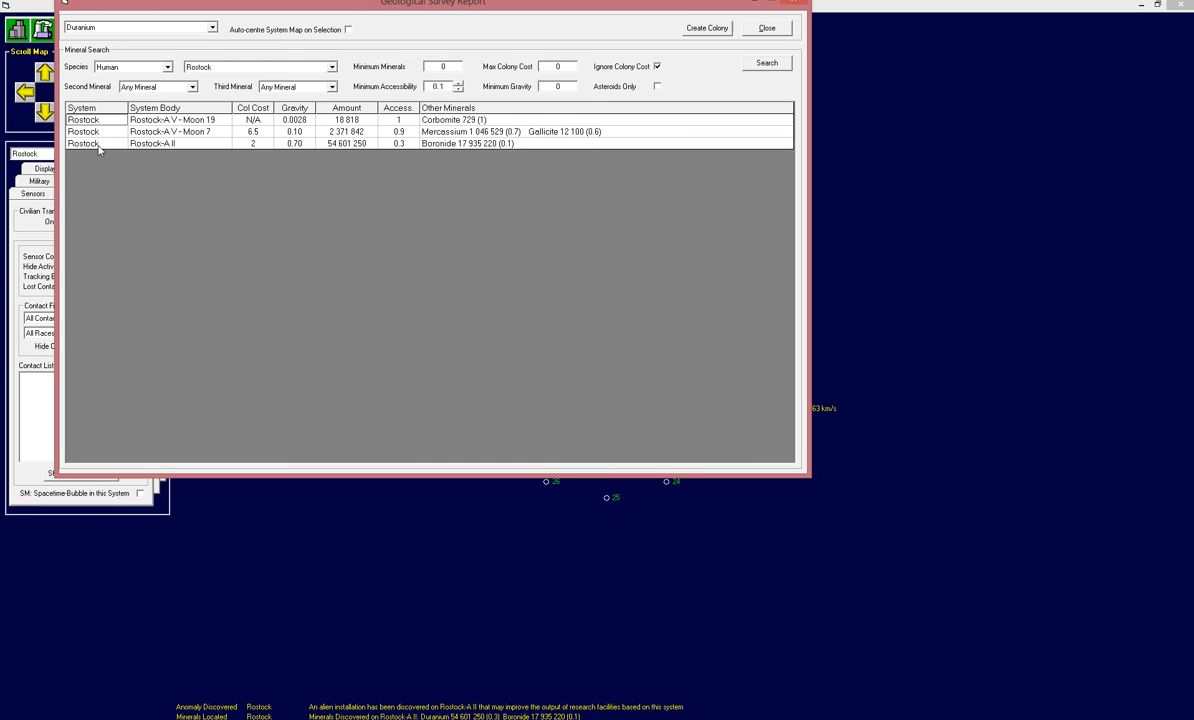 Geological Survey Report
Duranium Auto-centre System Map on Selection Create Colony Close
Scroll Map
Mineral Search
Species Human Rostock Minimum Minerals 0 Max Colony Cost 0 Ignore Colony Cost Search
Second Mineral Any Mineral Third Mineral Any Mineral Minimum Accessibility 0.1 Minimum Gravity 0 Asteroids Only
System System Body Col Cost Gravity Amount Access. Other Minerals
Rostock Rostock-A V - Moon 19 N/A 0.0028 18 818 1 Corbomite 729 (1)
Rostock Rostock-A V - Moon 7 6.5 0.10 2 371 842 0.9 Mercassium 1 046 529 (0.7) Gallicite 12 100 (0.6)
Rostock Rostock-A II 2 0.70 54 601 250 0.3 Boronide 17 935 220 (0.1)
Rostock
Display
Military
Sensors
Civilian Tran
On
Sensor Co
Hide Activ
Tracking B
Lost Conta
Contact Fi
All Contac
All Races
Hide C
Contact List
63 km/s
26 24
25
SM: Spacetime-Bubble in this System
Anomaly Discovered Rostock An alien installation has been discovered on Rostock-A II that may improve the output of research facilities based on this system
Minerals Located Rostock Minerals Discovered on Rostock-A II: Duranium 54 601 250 (0.3) Boronide 17 935 220 (0.1)